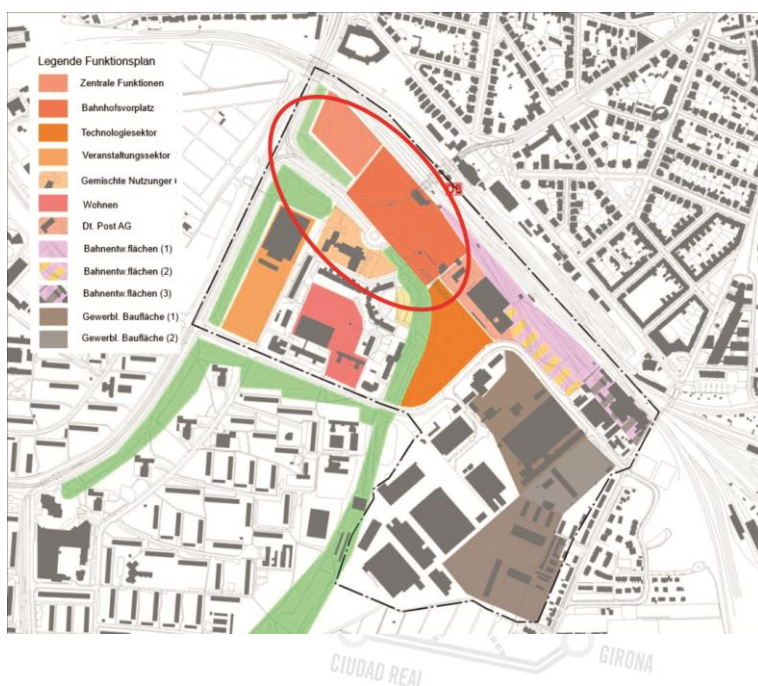 Legende Funktionsplan
Zentrale Funktionen
Bahnhofsvorplatz
Technologiesektor
Veranstaltungssektor
Gemischte Nutzungen
Wohnen
Dt. Post AG
Bahnentw.flächen (1)
Bahnentw.flächen (2)
Bahnentw.flächen (3)
Gewerbl. Baufläche (1)
Gewerbl. Baufläche (2)
DB
CIUDAD REAL
GIRONA